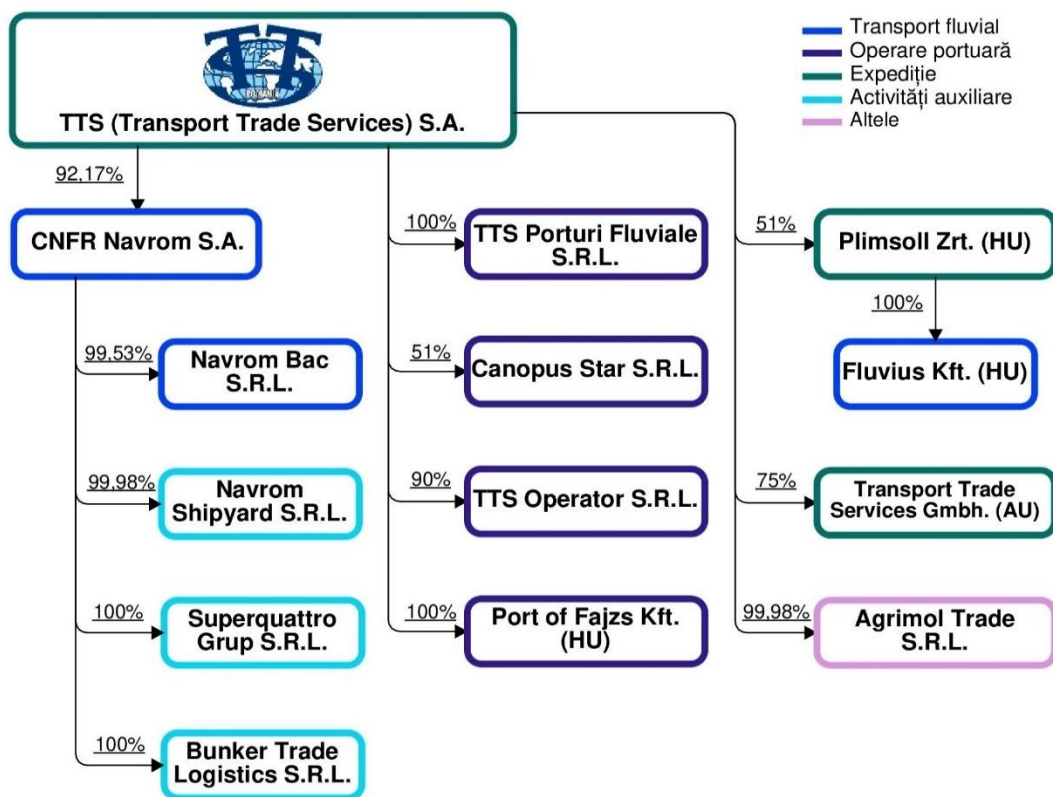 ROMANIA
TTS (Transport Trade Services) S.A.
Transport fluvial
Operare portuară
Expediție
Activități auxiliare
Altele
92,17%
CNFR Navrom S.A.
99,53%
Navrom Bac
S.R.L.
99,98%
Navrom
Shipyard S.R.L.
100%
Superquattro
Grup S.R.L.
100%
Bunker Trade
Logistics S.R.L.
100%
TTS Porturi Fluviale
S.R.L.
51%
Canopus Star S.R.L.
90%
TTS Operator S.R.L.
100%
Port of Fajzs Kft.
(HU)
51%
Plimsoll Zrt. (HU)
100%
Fluvius Kft. (HU)
75%
Transport Trade
Services Gmbh. (AU)
99,98%
Agrimol Trade
S.R.L.